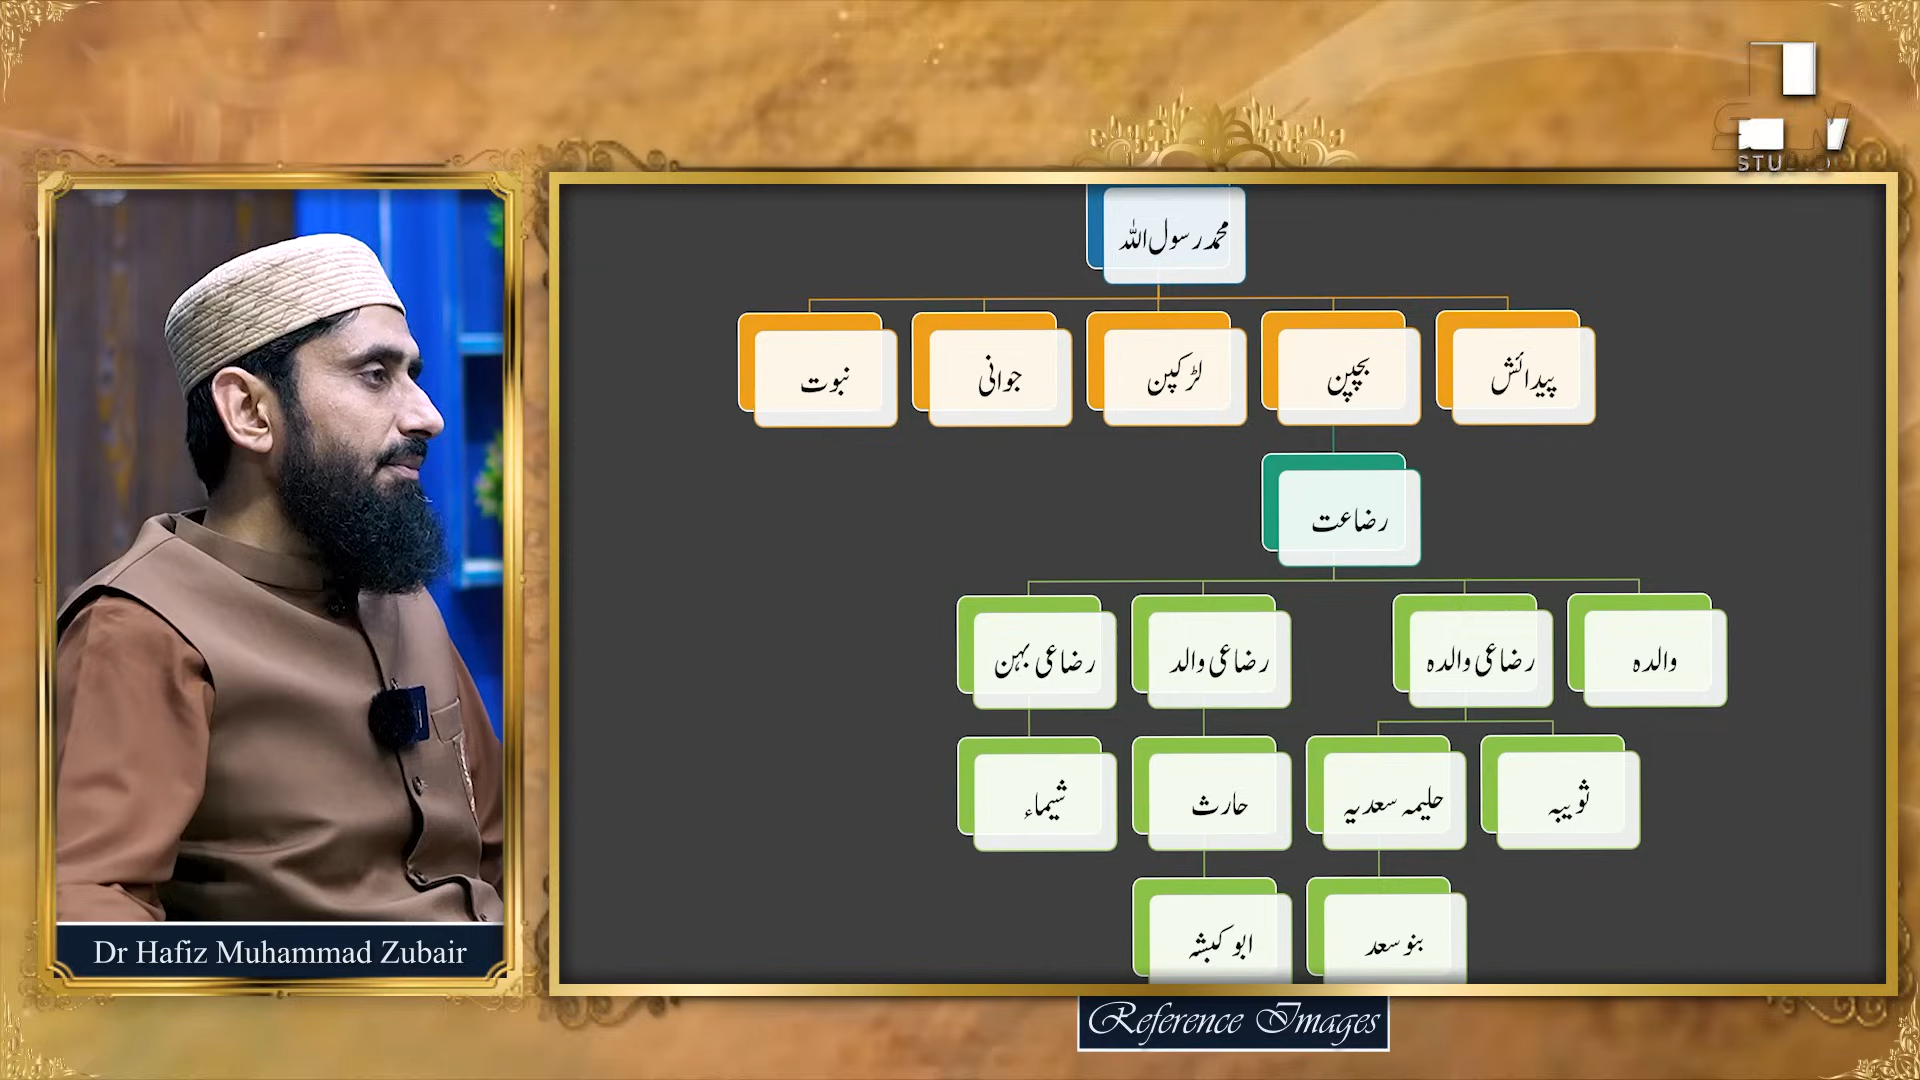 STUDIO
محمد رسول اللہ
پیدائش
بچپن
لڑکپن
جوانی
نبوت
رضاعت
والدہ
رضاعی والدہ
رضاعی والد
رضاعی بہن
ثویبہ
حلیمہ سعدیہ
حارث
شیماء
بنو سعد
ابو کبشہ
Dr Hafiz Muhammad Zubair
Reference Images